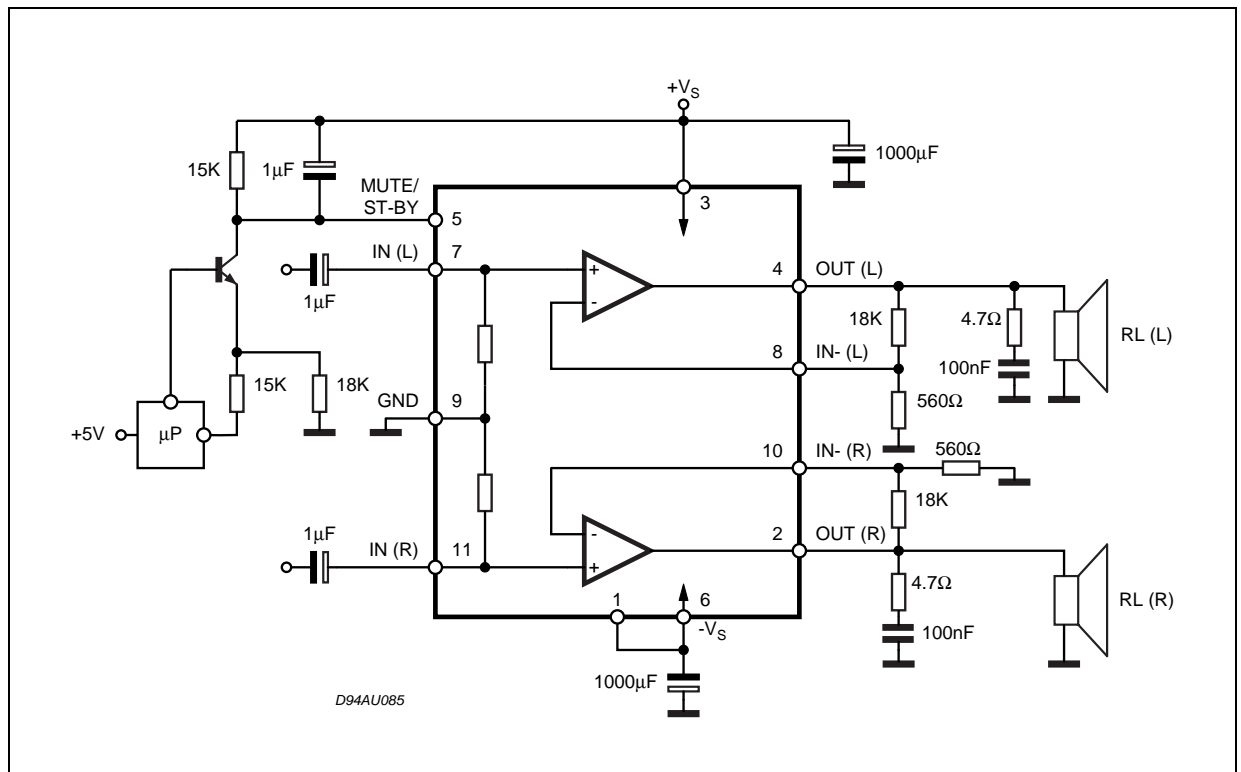 +VS
15K
1μF
1000μF
MUTE/
ST-BY
5
3
IN (L)
7
1μF
+
-
4
OUT (L)
18K
4.7Ω
RL (L)
8
IN- (L)
100nF
15K
18K
GND
9
560Ω
+5V
μP
10
IN- (R)
560Ω
18K
1μF
IN (R)
11
-
+
2
OUT (R)
4.7Ω
RL (R)
1
6
-VS
100nF
1000μF
D94AU085